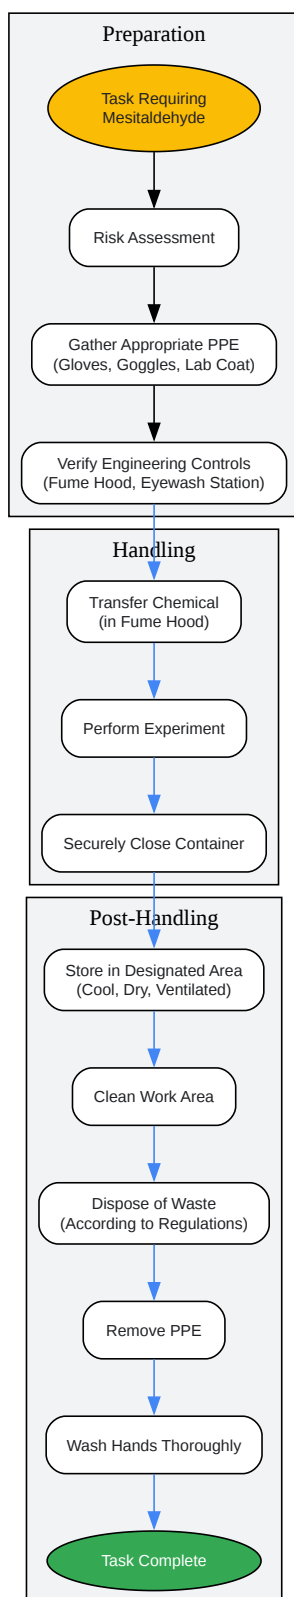 Preparation
Task Requiring
Mesitaldehyde
Risk Assessment
Gather Appropriate PPE
(Gloves, Goggles, Lab Coat)
Verify Engineering Controls
(Fume Hood, Eyewash Station)
Handling
Transfer Chemical
(in Fume Hood)
Perform Experiment
Securely Close Container
Post-Handling
Store in Designated Area
(Cool, Dry, Ventilated)
Clean Work Area
Dispose of Waste
(According to Regulations)
Remove PPE
Wash Hands Thoroughly
Task Complete